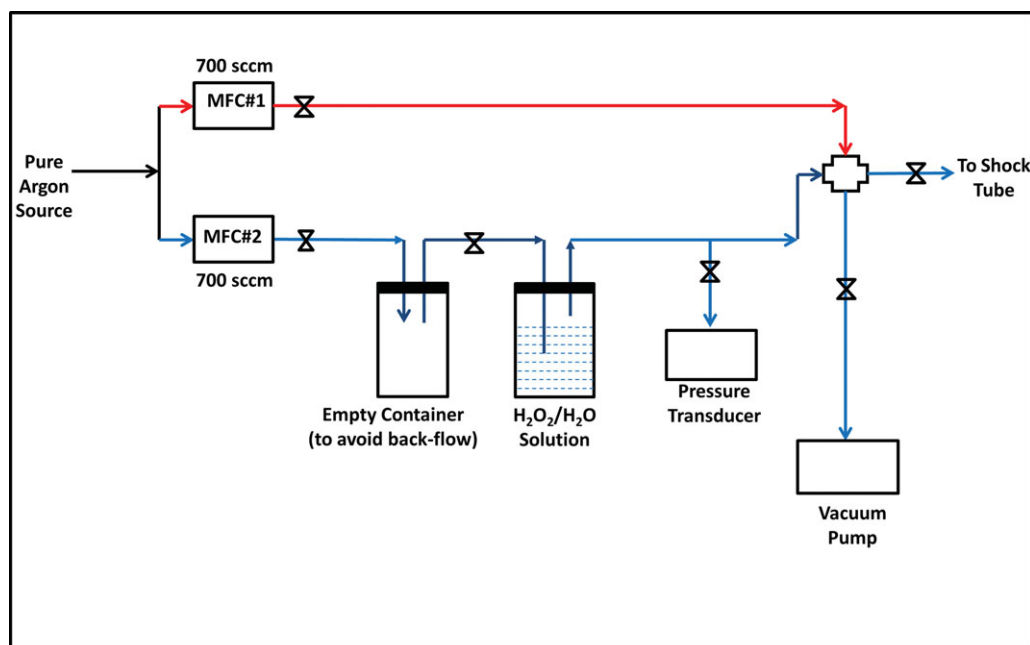 700 sccm
MFC#1
Pure
Argon
Source
To Shock
Tube
MFC#2
700 sccm
Empty Container
(to avoid back-flow)
H₂O₂/H₂O
Solution
Pressure
Transducer
Vacuum
Pump